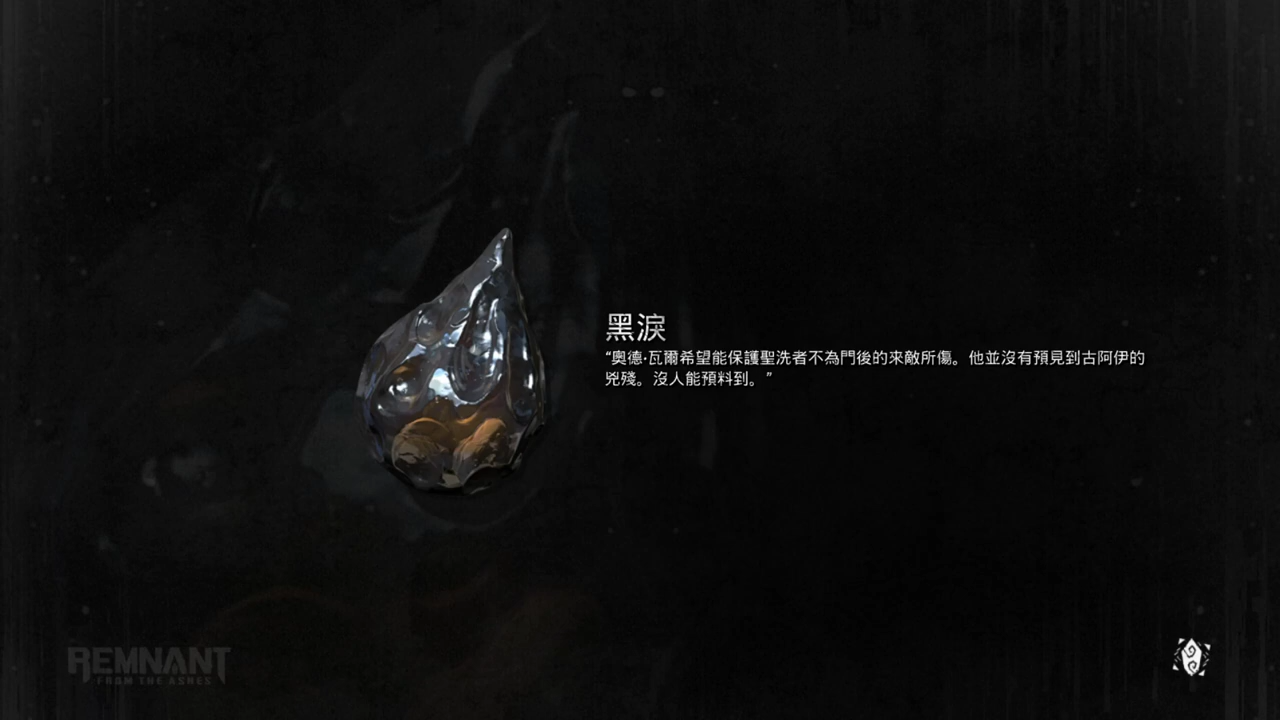 黑淚
“奧德·瓦爾希望能保護聖洗者不為門後的來敵所傷。他並沒有預見到古阿伊的
兇殘。沒人能預料到。”
REMNANT
FROM THE ASHES